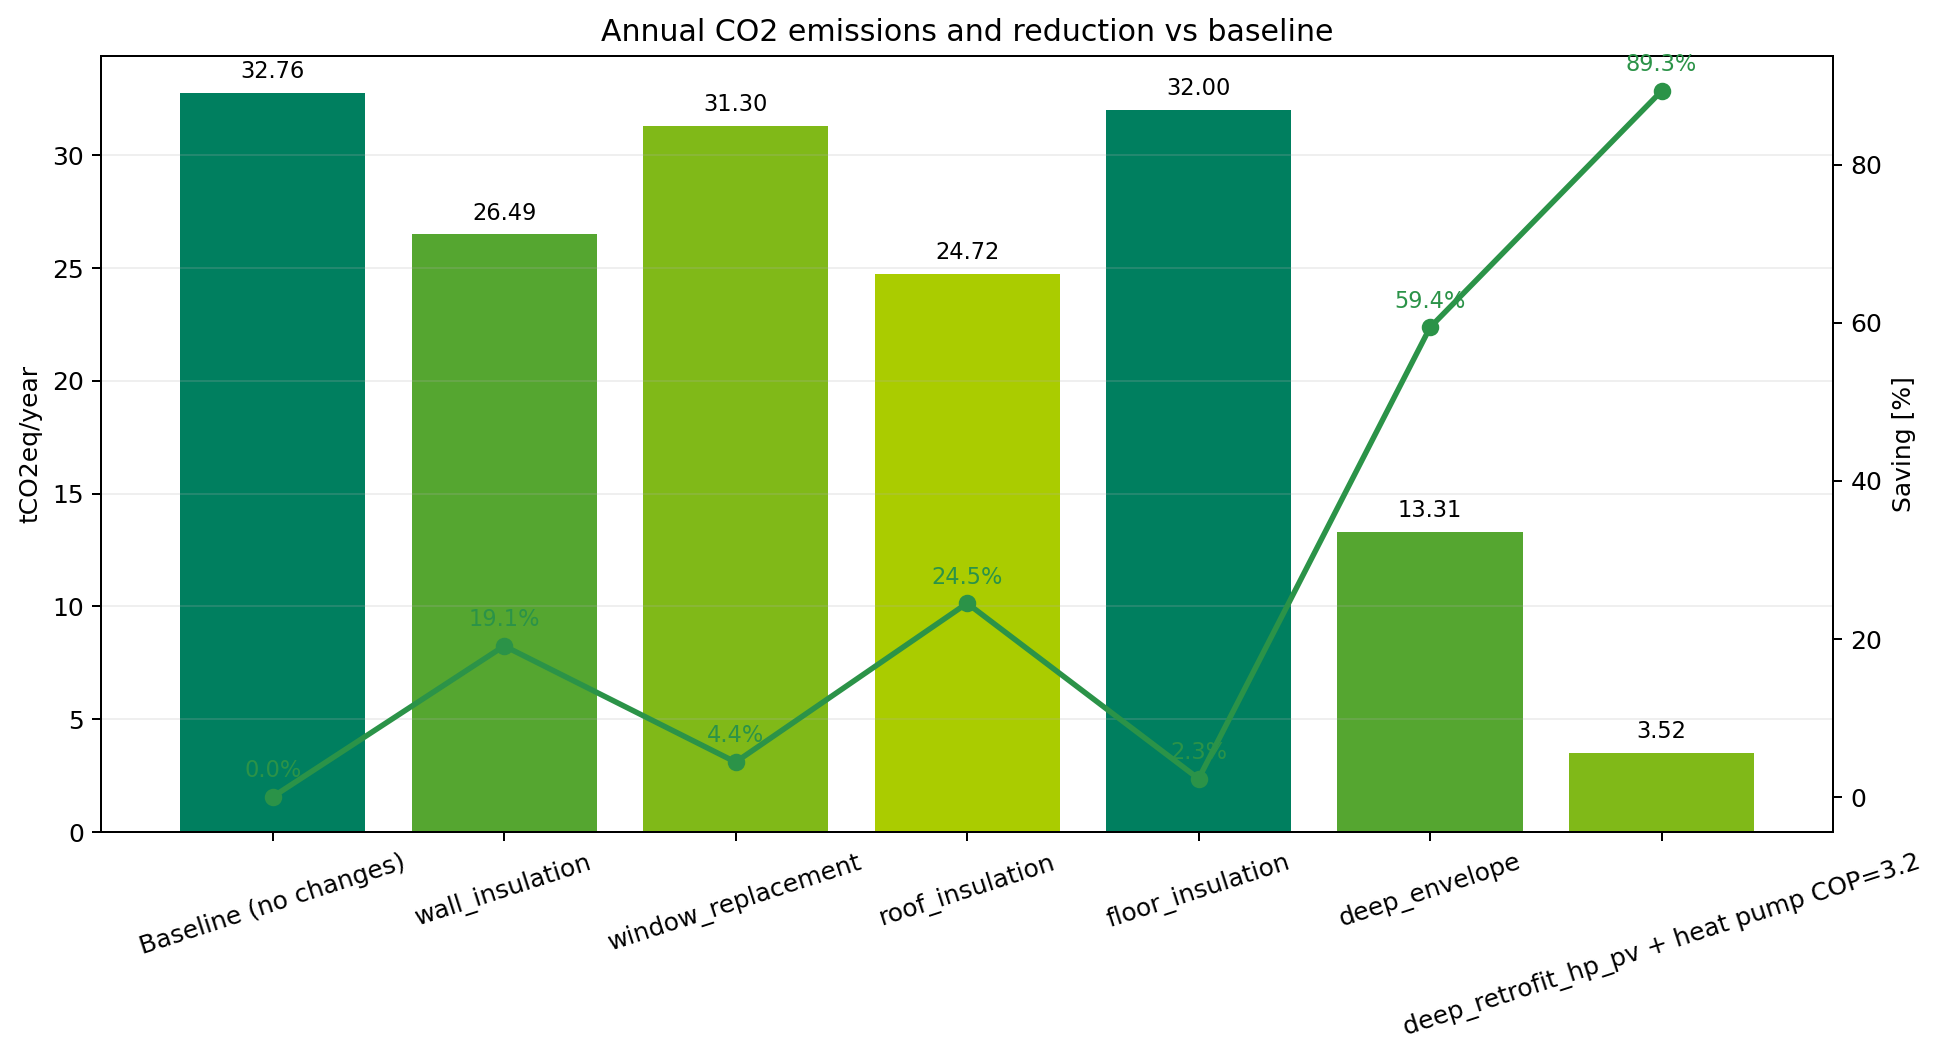 Annual CO2 emissions and reduction vs baseline
tCO2eq/year
30
25
20
15
10
5
0
32.76
26.49
31.30
24.72
32.00
13.31
3.52
0.0%
19.1%
4.4%
24.5%
2.3%
59.4%
89.3%
80
60
40
20
0
Saving [%]
Baseline (no changes)
wall_insulation
window_replacement
roof_insulation
floor_insulation
deep_envelope
deep_retrofit_hp_pv + heat pump COP=3.2